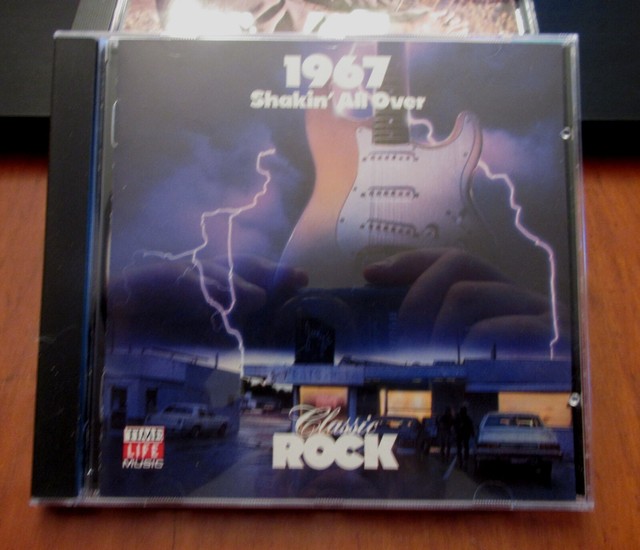 1967
Shakin' All Over
Classic
ROCK
TIME
LIFE
MUSIC